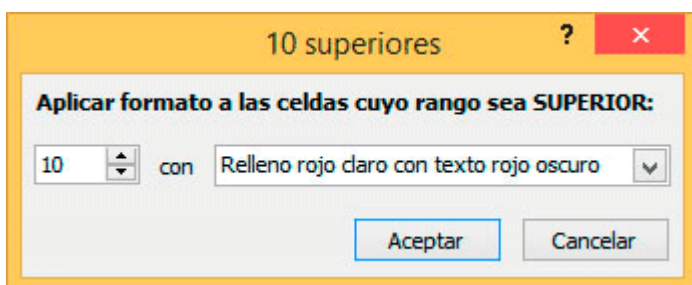 10 superiores
?
Aplicar formato a las celdas cuyo rango sea SUPERIOR:
10 con Relleno rojo claro con texto rojo oscuro
Aceptar Cancelar